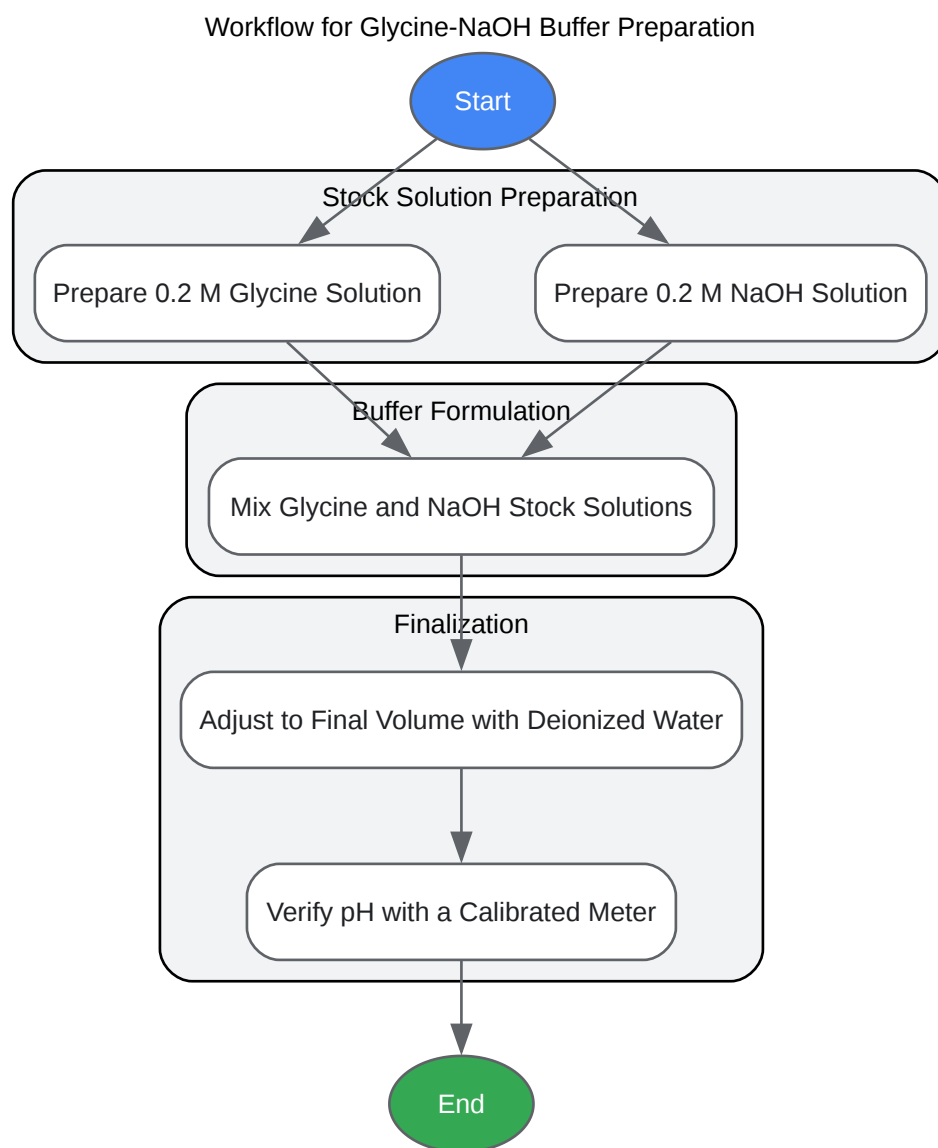 Workflow for Glycine-NaOH Buffer Preparation
Start
Stock Solution Preparation
Prepare 0.2 M Glycine Solution
Prepare 0.2 M NaOH Solution
Buffer Formulation
Mix Glycine and NaOH Stock Solutions
Finalization
Adjust to Final Volume with Deionized Water
Verify pH with a Calibrated Meter
End